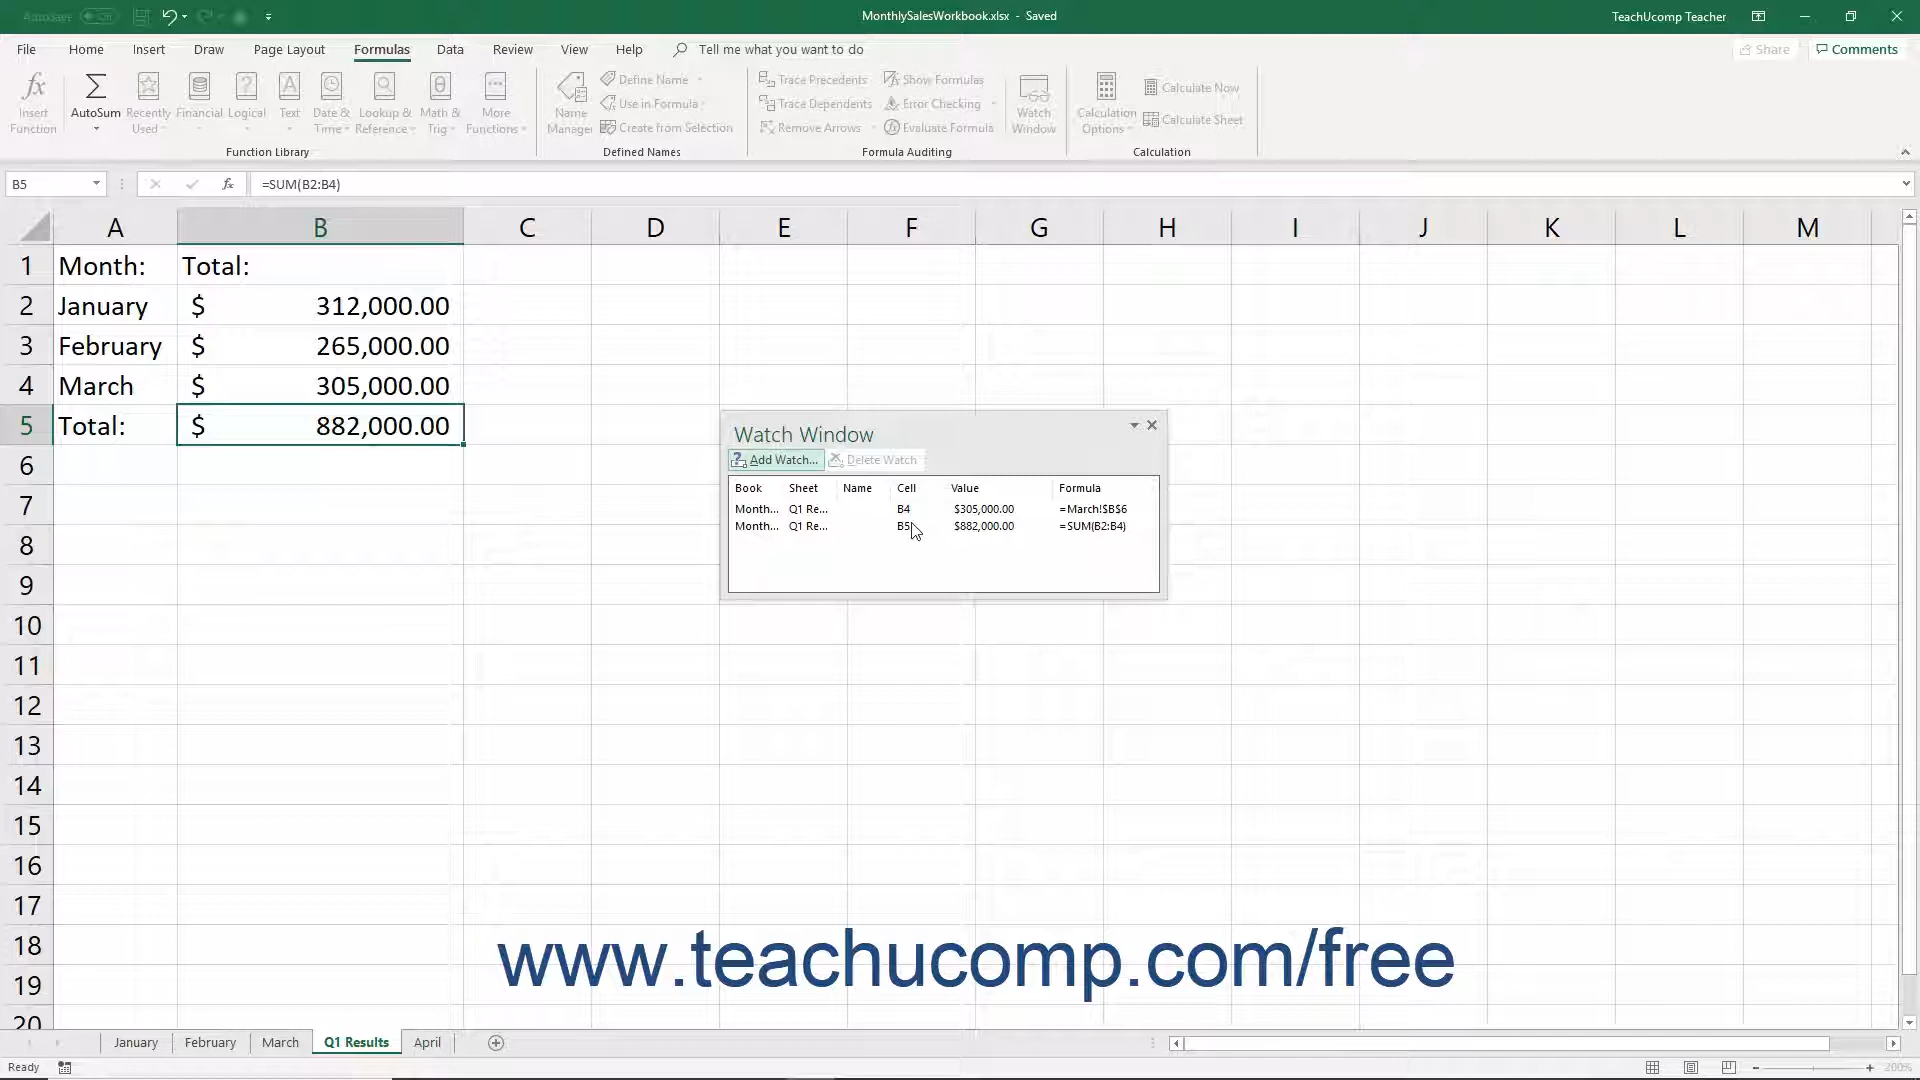 AutoSave Off
MonthlySalesWorkbook.xlsx - Saved
TeachUcomp Teacher
File Home Insert Draw Page Layout Formulas Data Review View Help Tell me what you want to do Share Comments
fx Insert Function
AutoSum
Recently Used
Financial
Logical
Text
Date & Time
Lookup & Reference
Math & Trig
More Functions
Function Library
Name Manager
Define Name
Use in Formula
Create from Selection
Defined Names
Trace Precedents
Trace Dependents
Remove Arrows
Show Formulas
Error Checking
Evaluate Formula
Watch Window
Formula Auditing
Calculation Options
Calculate Now
Calculate Sheet
Calculation
B5 fx =SUM(B2:B4)
A B C D E F G H I J K L M
1 Month: Total:
2 January $ 312,000.00
3 February $ 265,000.00
4 March $ 305,000.00
5 Total: $ 882,000.00
6
7
8
9
10
11
12
13
14
15
16
17
18
19
20
Watch Window
Add Watch... Delete Watch
Book Sheet Name Cell Value Formula
Month... Q1 Re... B4 $305,000.00 =March!$B$6
Month... Q1 Re... B5 $882,000.00 =SUM(B2:B4)
www.teachucomp.com/free
January February March Q1 Results April
Ready
200%